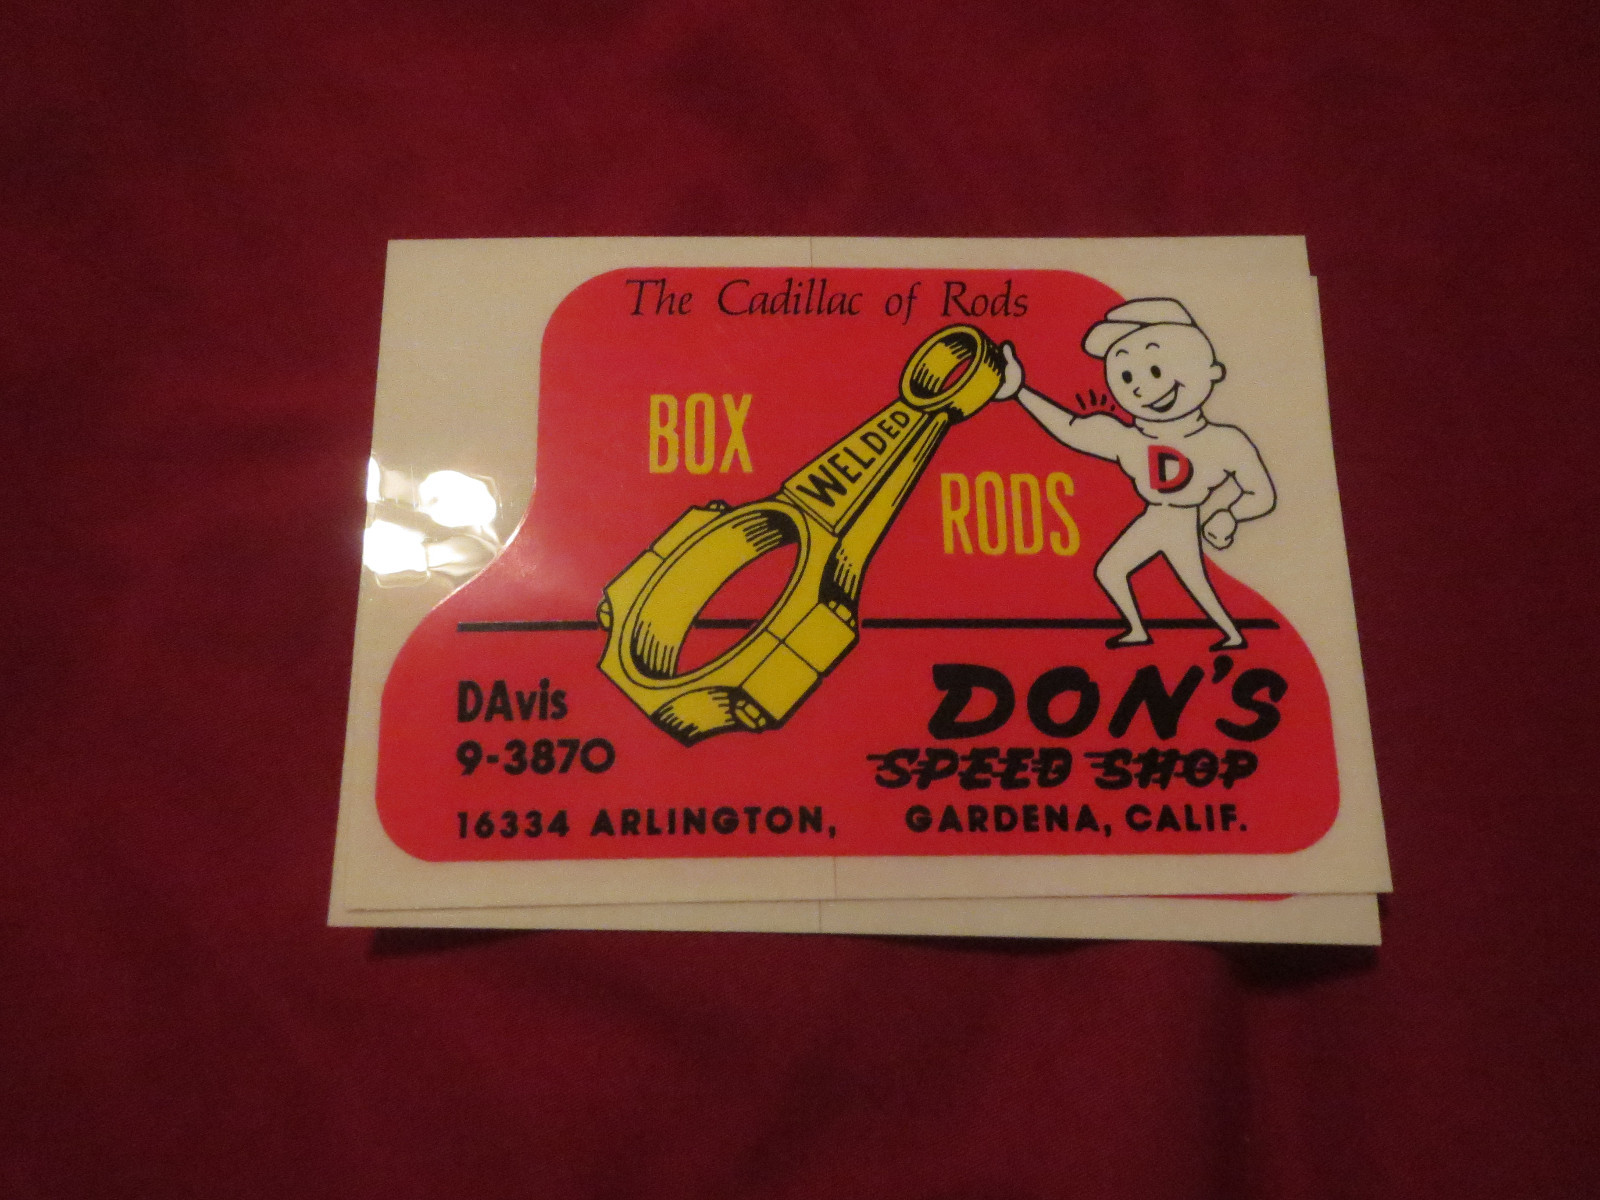 The Cadillac of Rods
BOX
WELDED
RODS
D
DAvis
9-3870
DON'S
SPEED SHOP
16334 ARLINGTON, GARDENA, CALIF.